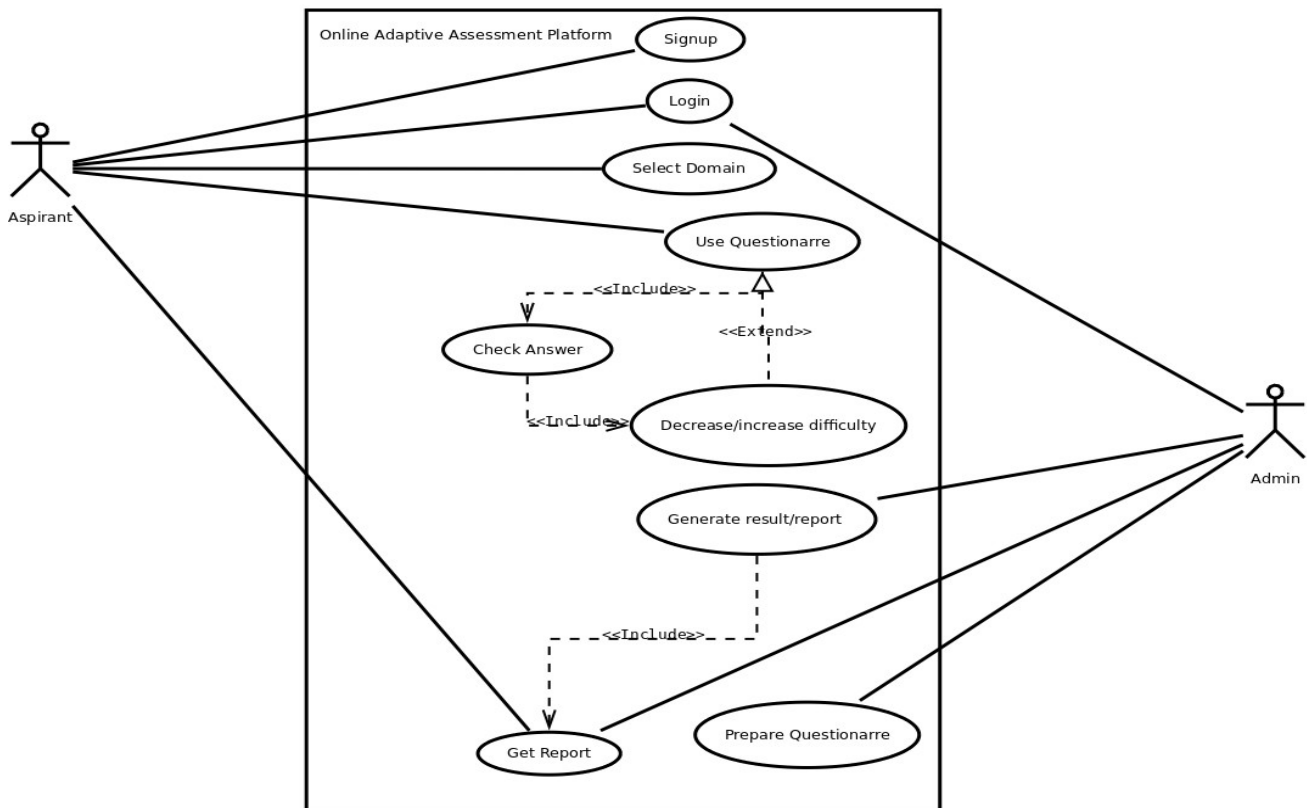 Online Adaptive Assessment Platform
Signup
Login
Select Domain
Aspirant
Use Questionarre
<<Include>>
<<Extend>>
Check Answer
<<Include>>
Decrease/increase difficulty
Admin
Generate result/report
<<Include>>
Prepare Questionarre
Get Report